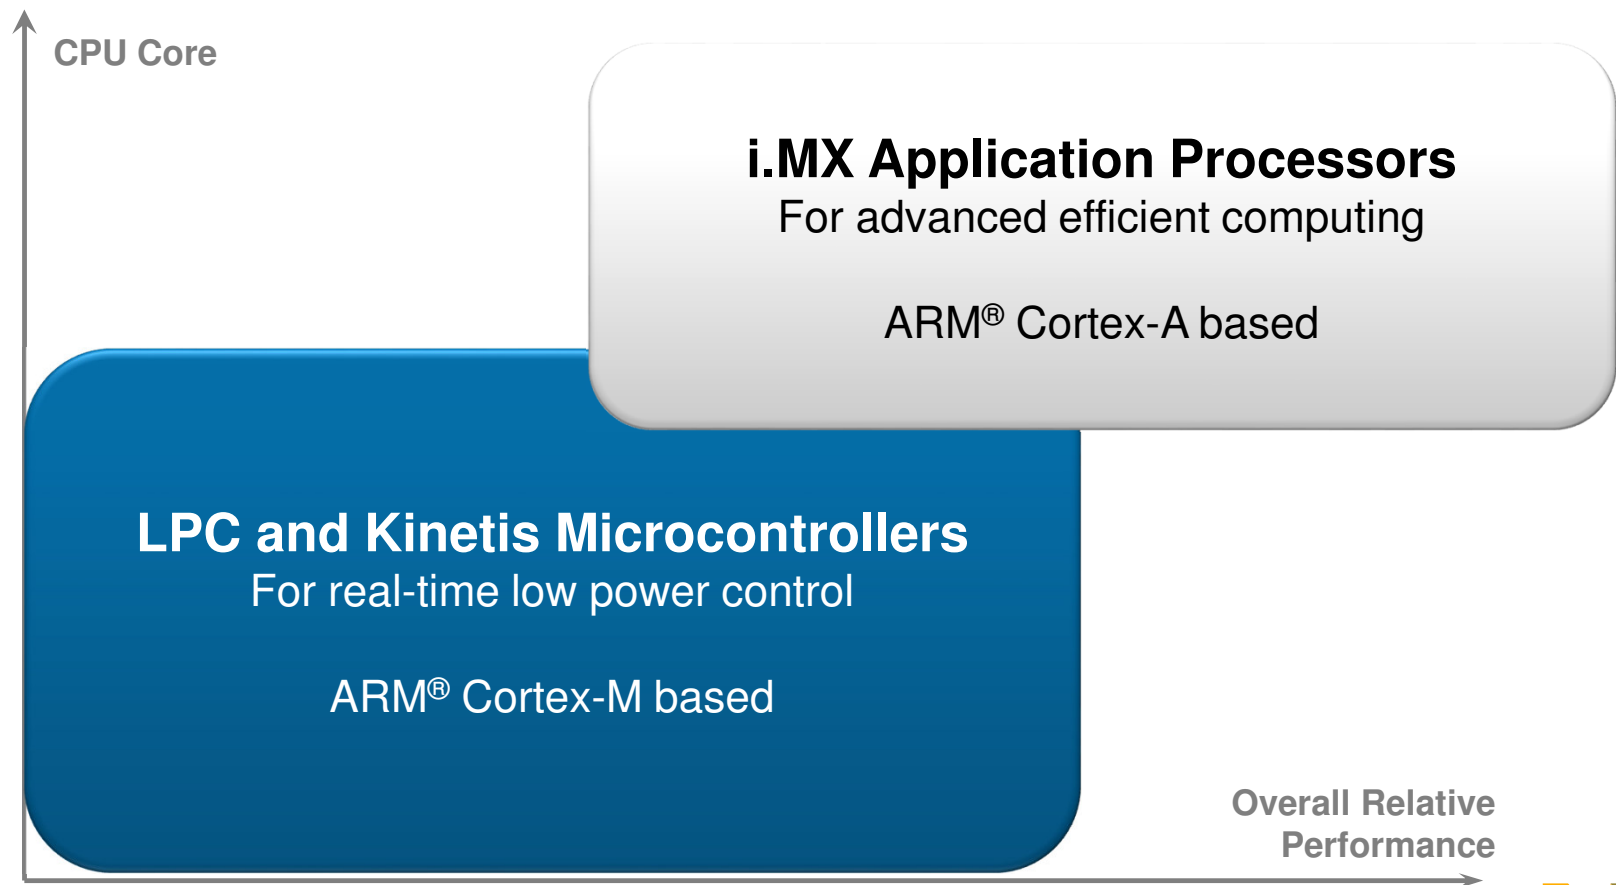 CPU Core
i.MX Application Processors
For advanced efficient computing
ARM® Cortex-A based
LPC and Kinetis Microcontrollers
For real-time low power control
ARM® Cortex-M based
Overall Relative
Performance